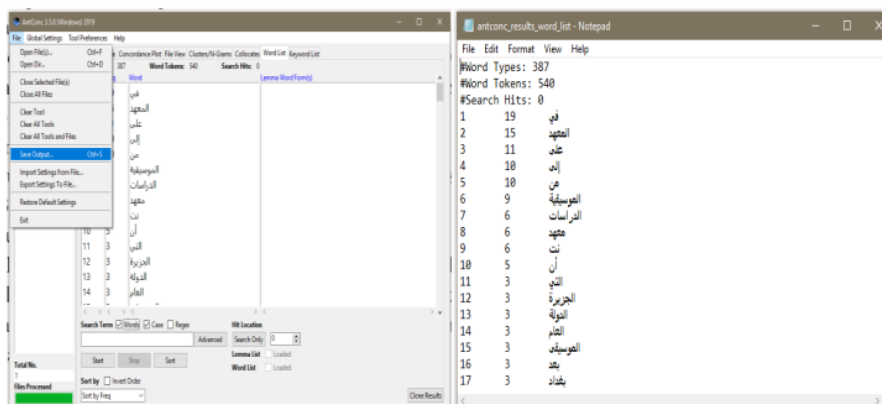 AntConc 3.5.8 (Windows) 2019
File Global Settings Tool Preferences Help
Concordance Plot File View Clusters/N-Grams Collocates Word List Keyword List
387 Word Tokens: 540 Search Hits: 0
Word Lemma Word Form(s)
Open File(s)... Ctrl+F
Open Dir... Ctrl+D
Close Selected File(s)
Close All Files
Clear Tool
Clear All Tools
Clear All Tools and Files
Save Output... Ctrl+S
Import Settings from File...
Export Settings To File...
Restore Default Settings
Exit
في
المعهد
على
إلى
من
الموسيقية
الدراسات
معهد
نت
10 5 أن
11 3 التي
12 3 الجزيرة
13 3 الدولة
14 3 العام
Search Term Words Case Regex Hit Location
Advanced Search Only 0
Start Stop Sort Lemma List Loaded
Word List Loaded
Total No.
1
Files Processed
Sort by Invert Order
Sort by Freq
Clone Results
antconc_results_word_list - Notepad
File Edit Format View Help
#Word Types: 387
#Word Tokens: 540
#Search Hits: 0
1 19 في
2 15 المعهد
3 11 على
4 10 إلى
5 10 من
6 9 الموسيقية
7 6 الدراسات
8 6 معهد
9 6 نت
10 5 أن
11 3 التي
12 3 الجزيرة
13 3 الدولة
14 3 العام
15 3 الموسيقى
16 3 بعد
17 3 بغداد